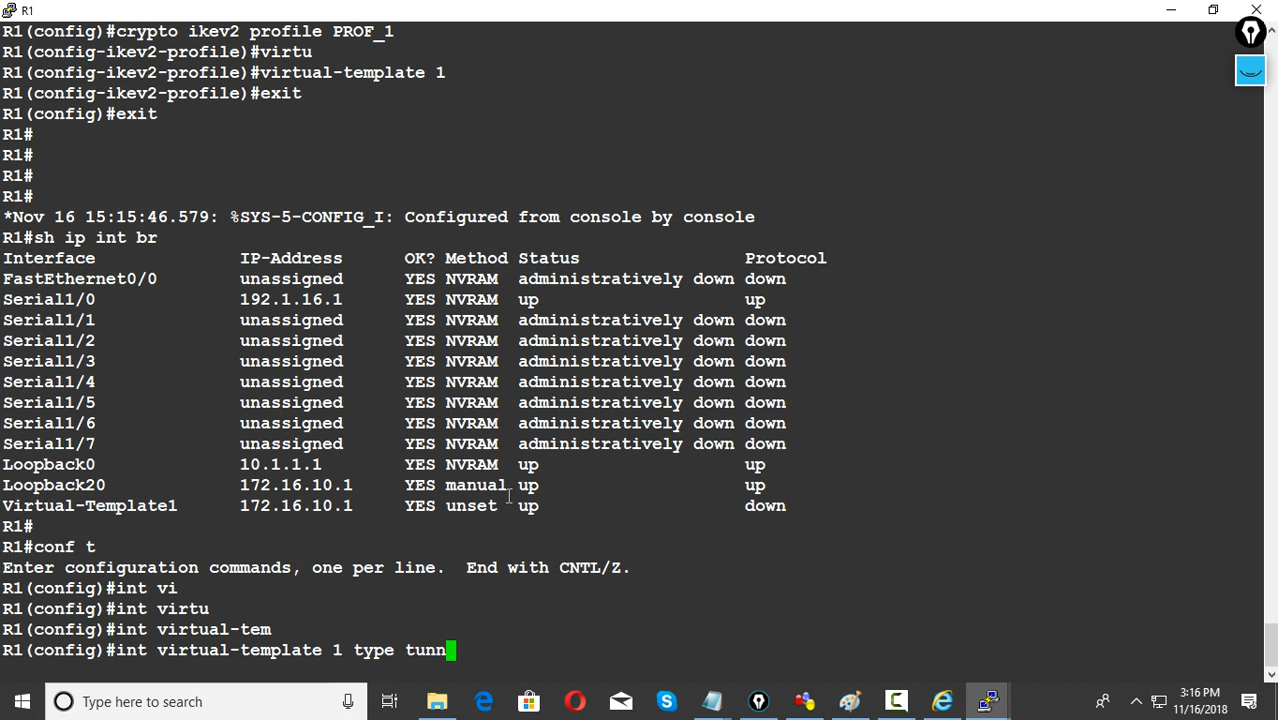 R1
R1(config)#crypto ikev2 profile PROF_1
R1(config-ikev2-profile)#virtu
R1(config-ikev2-profile)#virtual-template 1
R1(config-ikev2-profile)#exit
R1(config)#exit
R1#
R1#
R1#
R1#
*Nov 16 15:15:46.579: %SYS-5-CONFIG_I: Configured from console by console
R1#sh ip int br
Interface IP-Address OK? Method Status Protocol
FastEthernet0/0 unassigned YES NVRAM administratively down down
Serial1/0 192.1.16.1 YES NVRAM up up
Serial1/1 unassigned YES NVRAM administratively down down
Serial1/2 unassigned YES NVRAM administratively down down
Serial1/3 unassigned YES NVRAM administratively down down
Serial1/4 unassigned YES NVRAM administratively down down
Serial1/5 unassigned YES NVRAM administratively down down
Serial1/6 unassigned YES NVRAM administratively down down
Serial1/7 unassigned YES NVRAM administratively down down
Loopback0 10.1.1.1 YES NVRAM up up
Loopback20 172.16.10.1 YES manual up up
Virtual-Template1 172.16.10.1 YES unset up down
R1#
R1#conf t
Enter configuration commands, one per line. End with CNTL/Z.
R1(config)#int vi
R1(config)#int virtu
R1(config)#int virtual-tem
R1(config)#int virtual-template 1 type tunn
Type here to search
3:16 PM
11/16/2018